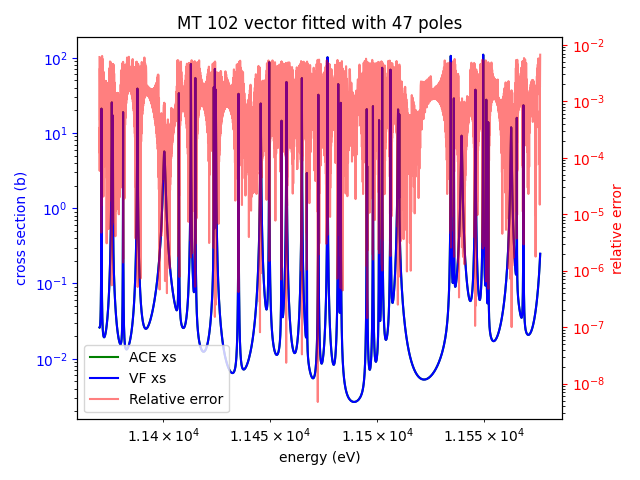 MT 102 vector fitted with 47 poles
cross section (b)
10²
10¹
10⁰
10⁻¹
10⁻²
relative error
10⁻²
10⁻³
10⁻⁴
10⁻⁵
10⁻⁶
10⁻⁷
10⁻⁸
ACE xs
VF xs
Relative error
1.14 × 10⁴ 1.145 × 10⁴ 1.15 × 10⁴ 1.155 × 10⁴
energy (eV)